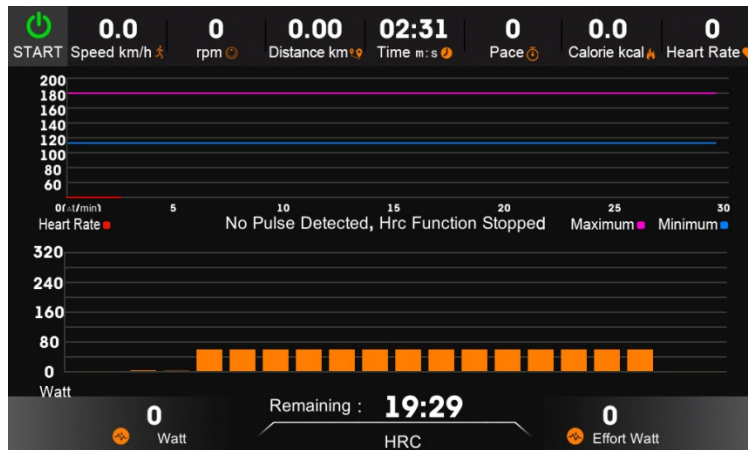 0.0 0 0.00 02:31 0 0.0 0
START Speed km/h rpm Distance km Time m:s Pace Calorie kcal Heart Rate
200
180
160
140
120
100
80
60
0(Δt/min) 5 10 15 20 25 30
Heart Rate No Pulse Detected, Hrc Function Stopped Maximum Minimum
320
240
160
80
0
Watt
0 Remaining : 19:29 0
Watt HRC Effort Watt